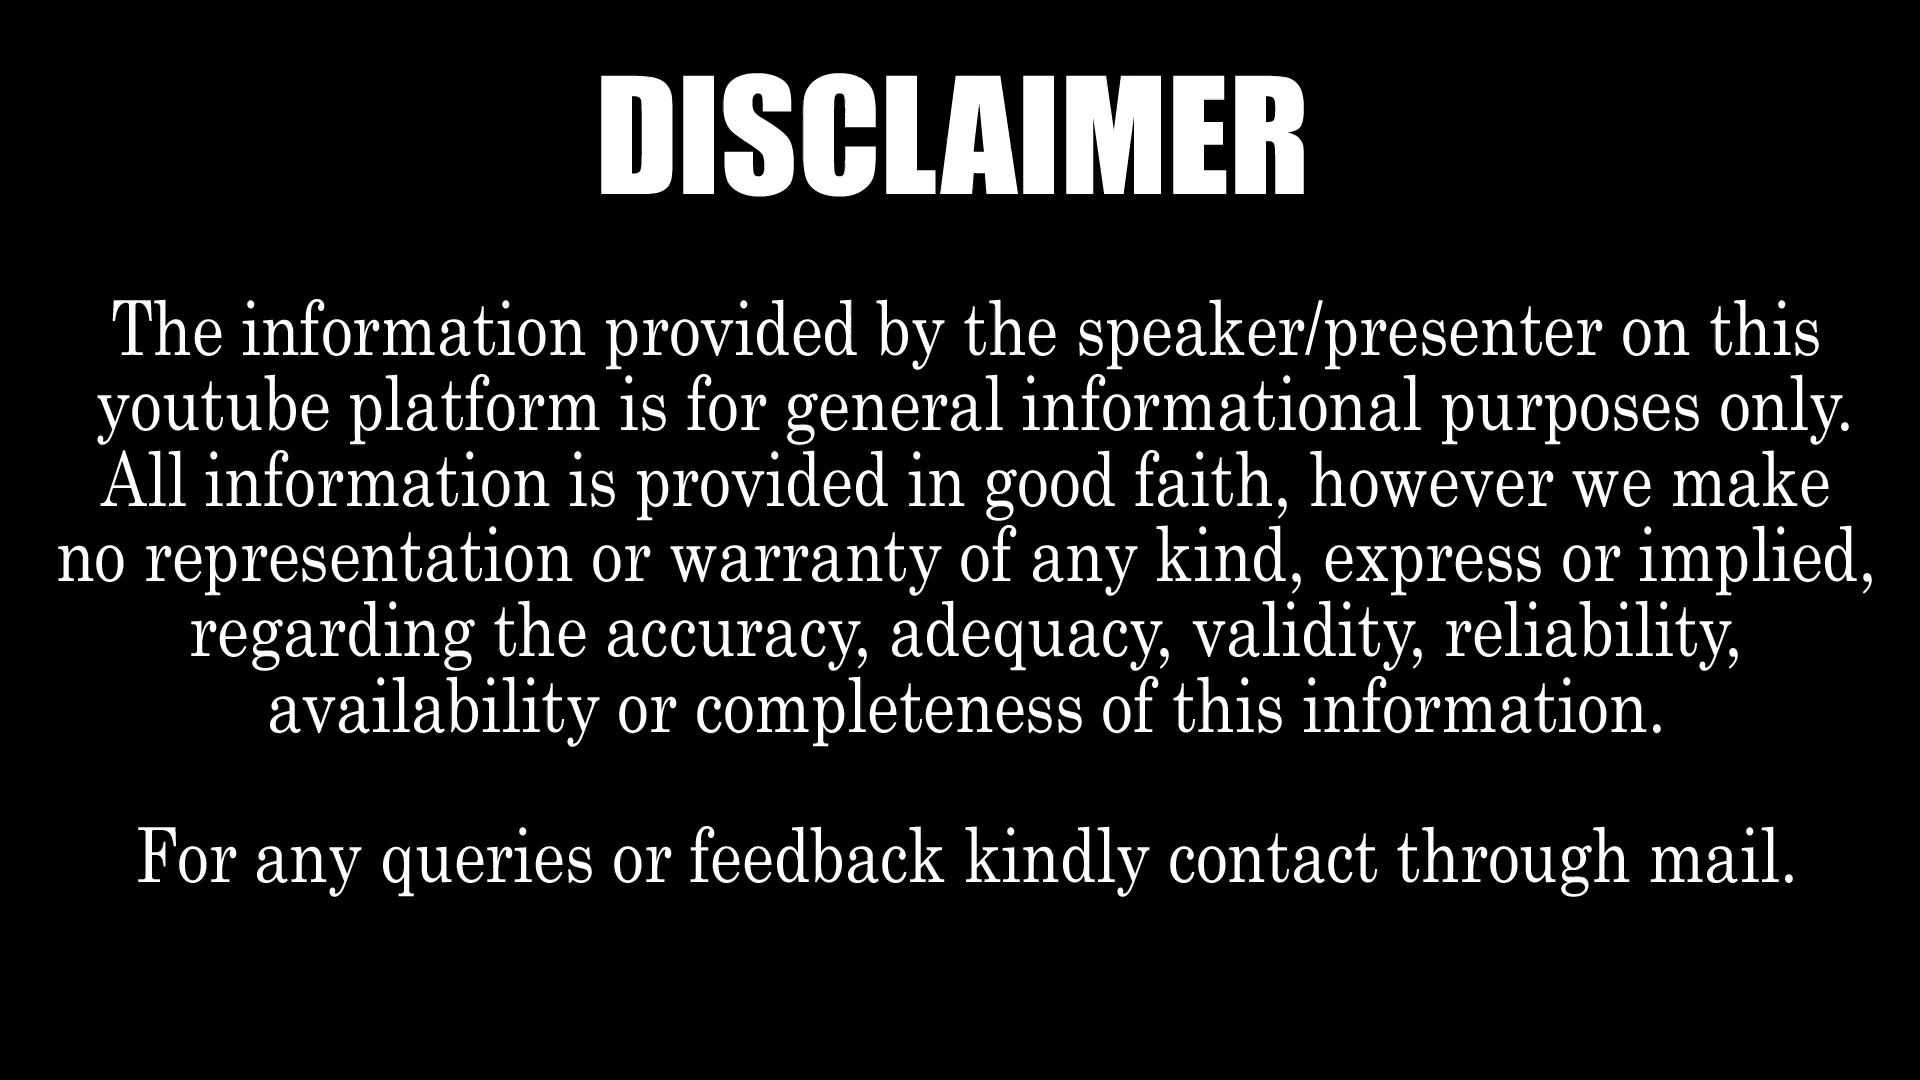 DISCLAIMER
The information provided by the speaker/presenter on this
youtube platform is for general informational purposes only.
All information is provided in good faith, however we make
no representation or warranty of any kind, express or implied,
regarding the accuracy, adequacy, validity, reliability,
availability or completeness of this information.
For any queries or feedback kindly contact through mail.